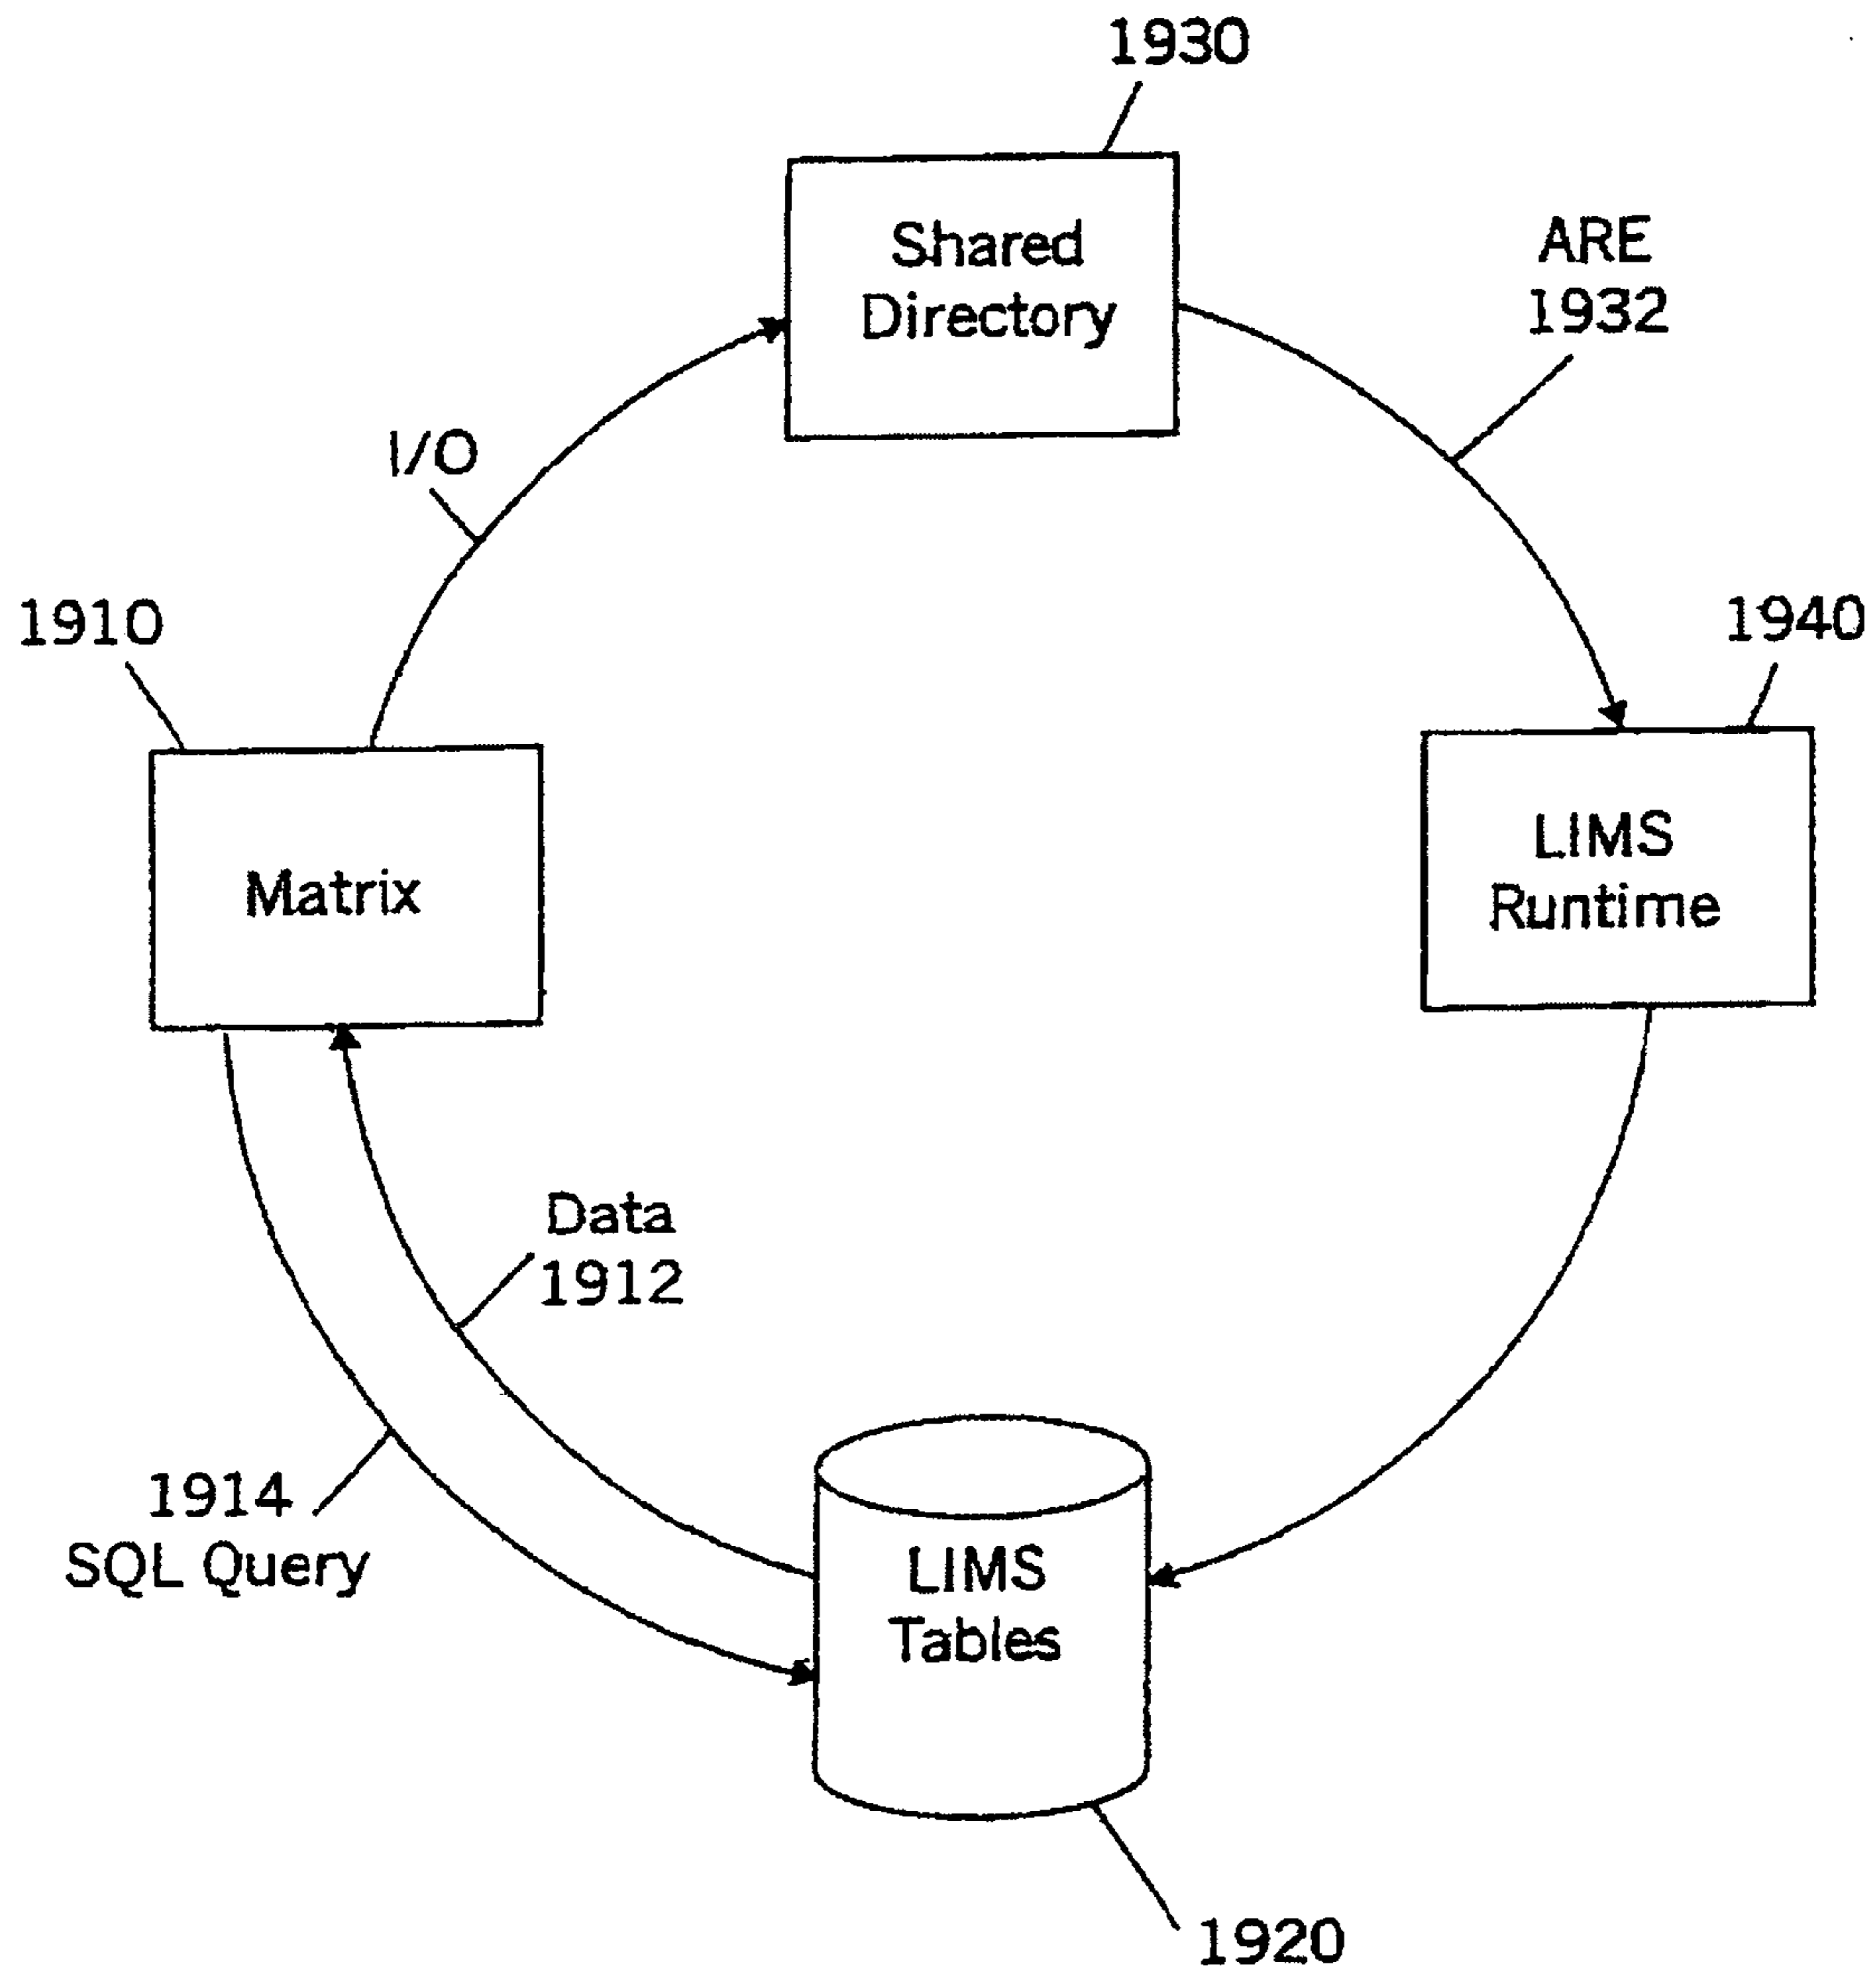 1930
Shared
Directory
ARE
1932
I/O
1910
1940
Matrix
LIMS
Runtime
Data
1912
1914
SQL Query
LIMS
Tables
1920